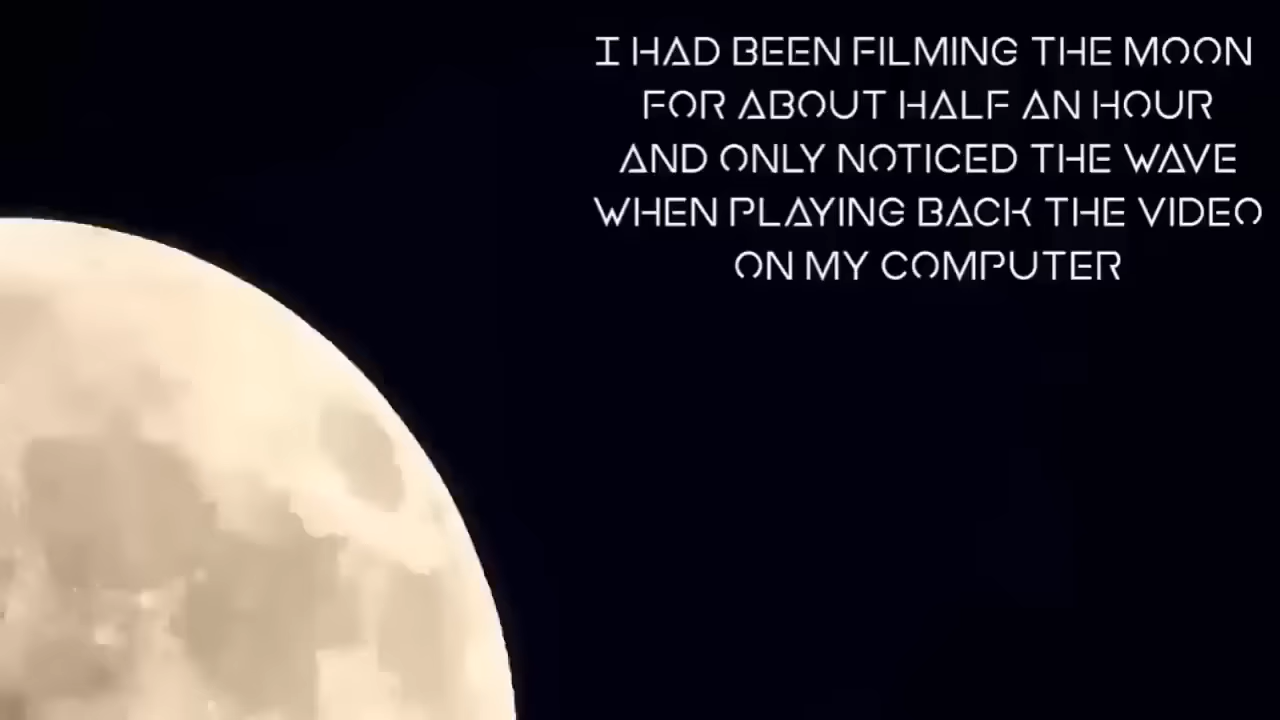 I HAD BEEN FILMING THE MOON
FOR ABOUT HALF AN HOUR
AND ONLY NOTICED THE WAVE
WHEN PLAYING BACK THE VIDEO
ON MY COMPUTER